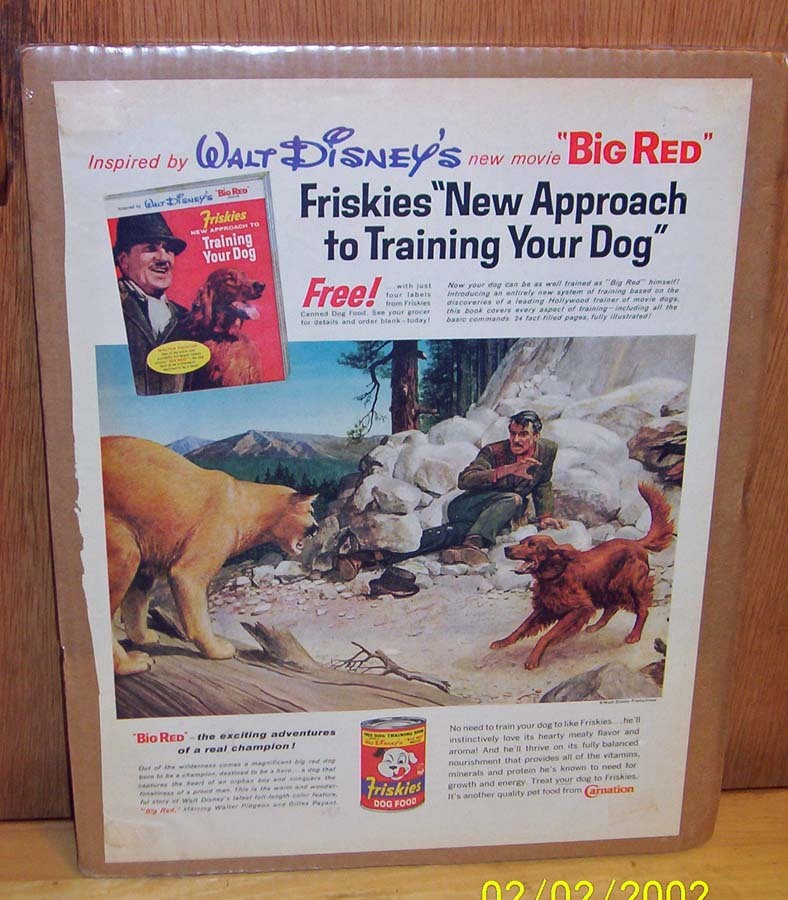 Inspired by WALT DISNEY'S new movie "BIG RED"
Friskies "New Approach
to Training Your Dog"
WALT DISNEY'S "BIG RED"
Friskies
NEW APPROACH TO
Training
Your Dog
Free! ...with just
four labels
from Friskies
Canned Dog Food. See your grocer
for details and order blank—today!
Now your dog can be as well trained as "Big Red" himself!
Introducing an entirely new system of training based on the
discoveries of a leading Hollywood trainer of movie dogs,
this book covers every aspect of training—including all the
basic commands. 24 fact-filled pages, fully illustrated!
© Walt Disney Productions
"BIG RED"—the exciting adventures
of a real champion!
Out of the wilderness comes a magnificent big red dog
born to be a champion, destined to be a hero...a dog that
captures the heart of an orphan boy and conquers the
loneliness of a proud man. This is the warm and wonder-
ful story of Walt Disney's latest full-length color feature,
"Big Red," starring Walter Pidgeon and Gilles Payant.
FREE DOG TRAINING BOOK
Friskies
DOG FOOD
No need to train your dog to like Friskies....he'll
instinctively love its hearty meaty flavor and
aroma! And he'll thrive on its fully balanced
nourishment that provides all of the vitamins,
minerals and protein he's known to need for
growth and energy. Treat your dog to Friskies.
It's another quality pet food from Carnation
02/02/2002